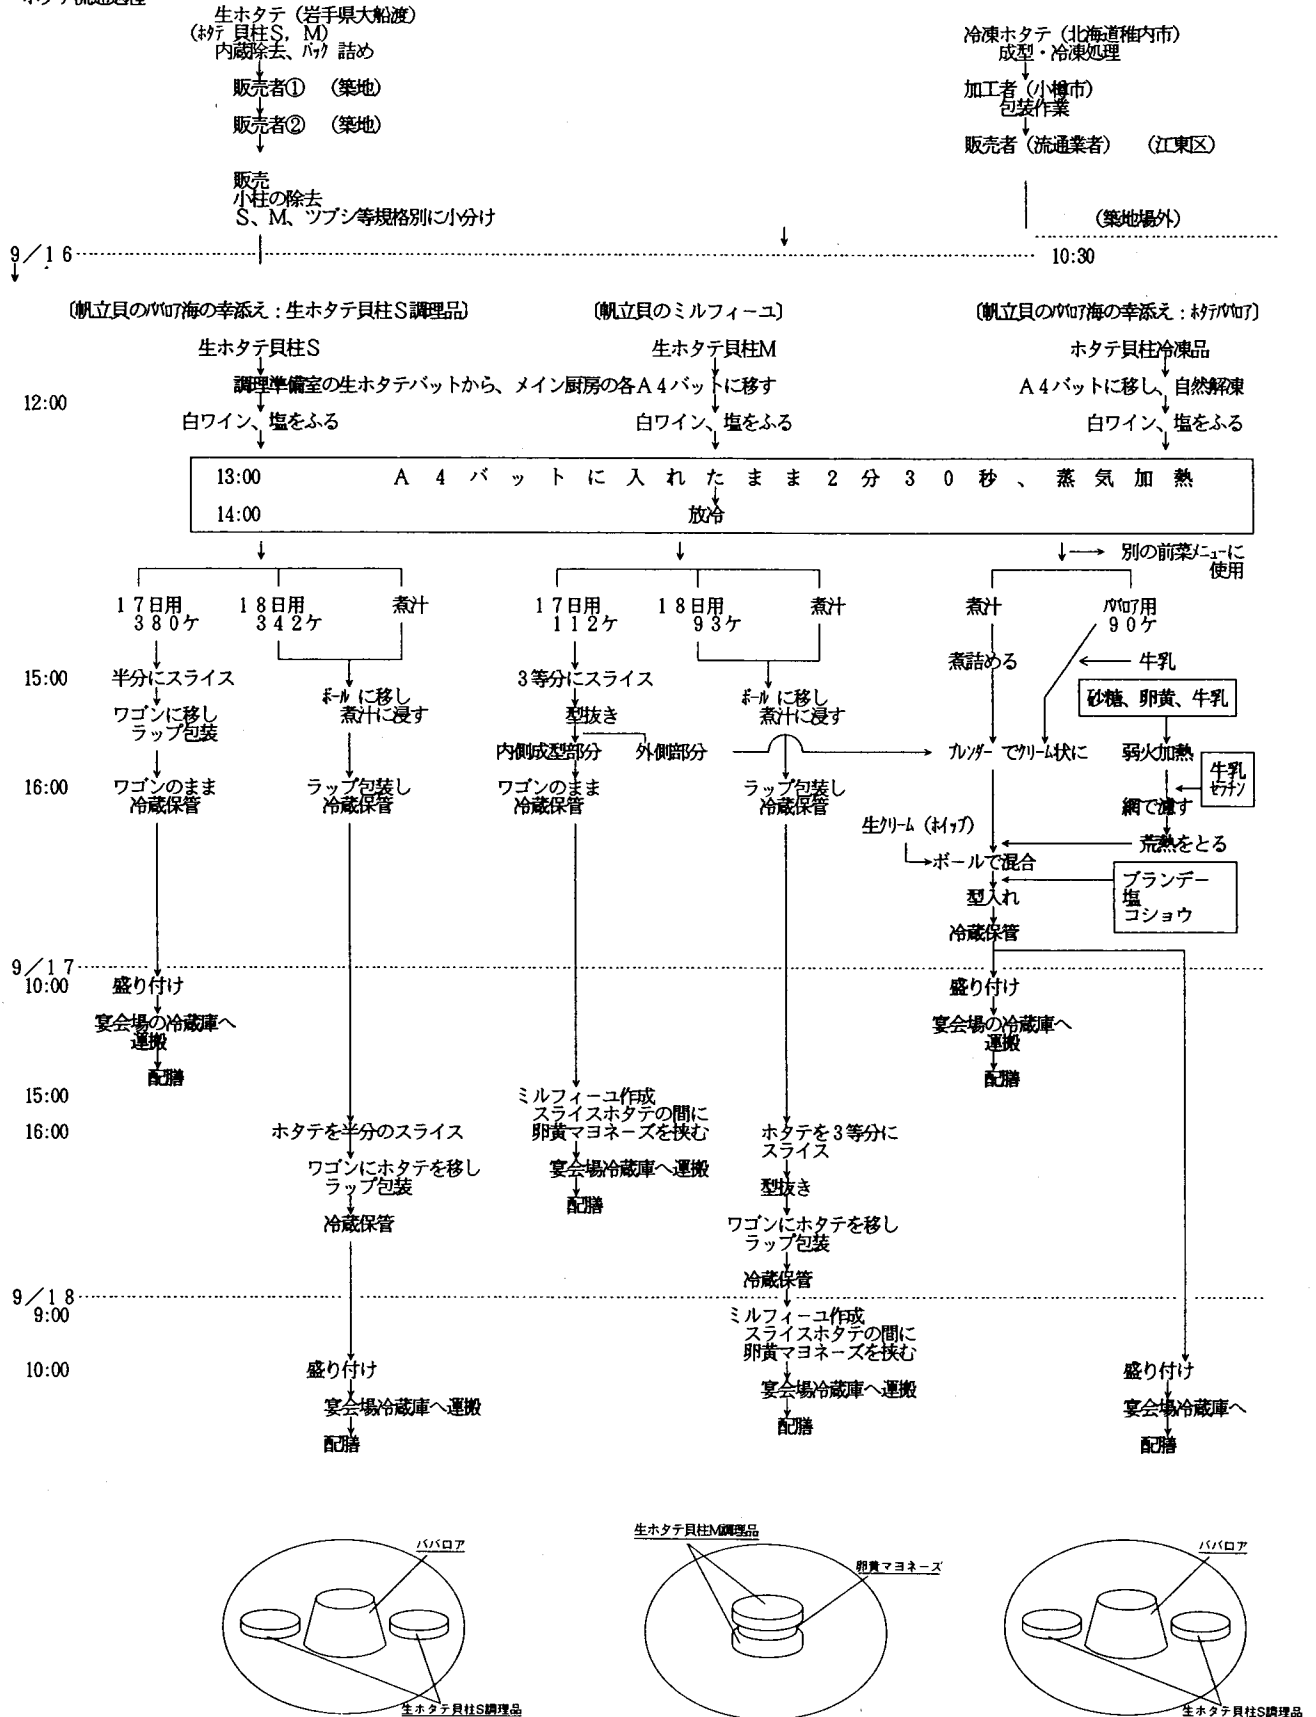 生ホタテ（岩手県大船渡）
（ホタテ貝柱S，M）
内蔵除去、パック詰め
販売者① （築地）
販売者② （築地）
販売
小柱の除去
S、M、ツブシ等規格別に小分け
冷凍ホタテ（北海道稚内市）
成型・冷凍処理
加工者（小樽市）
包装作業
販売者（流通業者） （江東区）
（築地場外）
9／16
10:30
〔帆立貝のババロア海の幸添え：生ホタテ貝柱S調理品〕
〔帆立貝のミルフィーユ〕
〔帆立貝のババロア海の幸添え：ホタテババロア〕
生ホタテ貝柱S
生ホタテ貝柱M
ホタテ貝柱冷凍品
調理準備室の生ホタテバットから、メイン厨房の各A4バットに移す
A4バットに移し、自然解凍
12:00
白ワイン、塩をふる
白ワイン、塩をふる
白ワイン、塩をふる
13:00 A4バットに入れたまま2分30秒、蒸気加熱
14:00 放冷
別の前菜メニューに
使用
17日用
380ケ
18日用
342ケ
煮汁
17日用
112ケ
18日用
93ケ
煮汁
煮汁
ババロア用
90ケ
15:00
半分にスライス
ワゴンに移し
ラップ包装
ボールに移し
煮汁に浸す
3等分にスライス
型抜き
内側成型部分
外側部分
ボールに移し
煮汁に浸す
煮詰める
牛乳
砂糖、卵黄、牛乳
ブレンダーでクリーム状に
弱火加熱
牛乳
ゼラチン
16:00
ワゴンのまま
冷蔵保管
ラップ包装し
冷蔵保管
ワゴンのまま
冷蔵保管
ラップ包装し
冷蔵保管
網で濾す
生クリーム（ホイップ）
荒熱をとる
ボールで混合
ブランデー
塩
コショウ
型入れ
冷蔵保管
9／17
10:00
盛り付け
宴会場の冷蔵庫へ
運搬
配膳
盛り付け
宴会場の冷蔵庫へ
運搬
配膳
15:00
ミルフィーユ作成
スライスホタテの間に
卵黄マヨネーズを挟む
16:00
ホタテを半分のスライス
ワゴンにホタテを移し
ラップ包装
冷蔵保管
宴会場冷蔵庫へ運搬
配膳
ホタテを3等分に
スライス
型抜き
ワゴンにホタテを移し
ラップ包装
冷蔵保管
9／18
9:00
ミルフィーユ作成
スライスホタテの間に
卵黄マヨネーズを挟む
10:00
盛り付け
宴会場冷蔵庫へ運搬
配膳
宴会場冷蔵庫へ運搬
配膳
盛り付け
宴会場冷蔵庫へ
配膳
ババロア
生ホタテ貝柱S調理品
生ホタテ貝柱M調理品
卵黄マヨネーズ
ババロア
生ホタテ貝柱S調理品